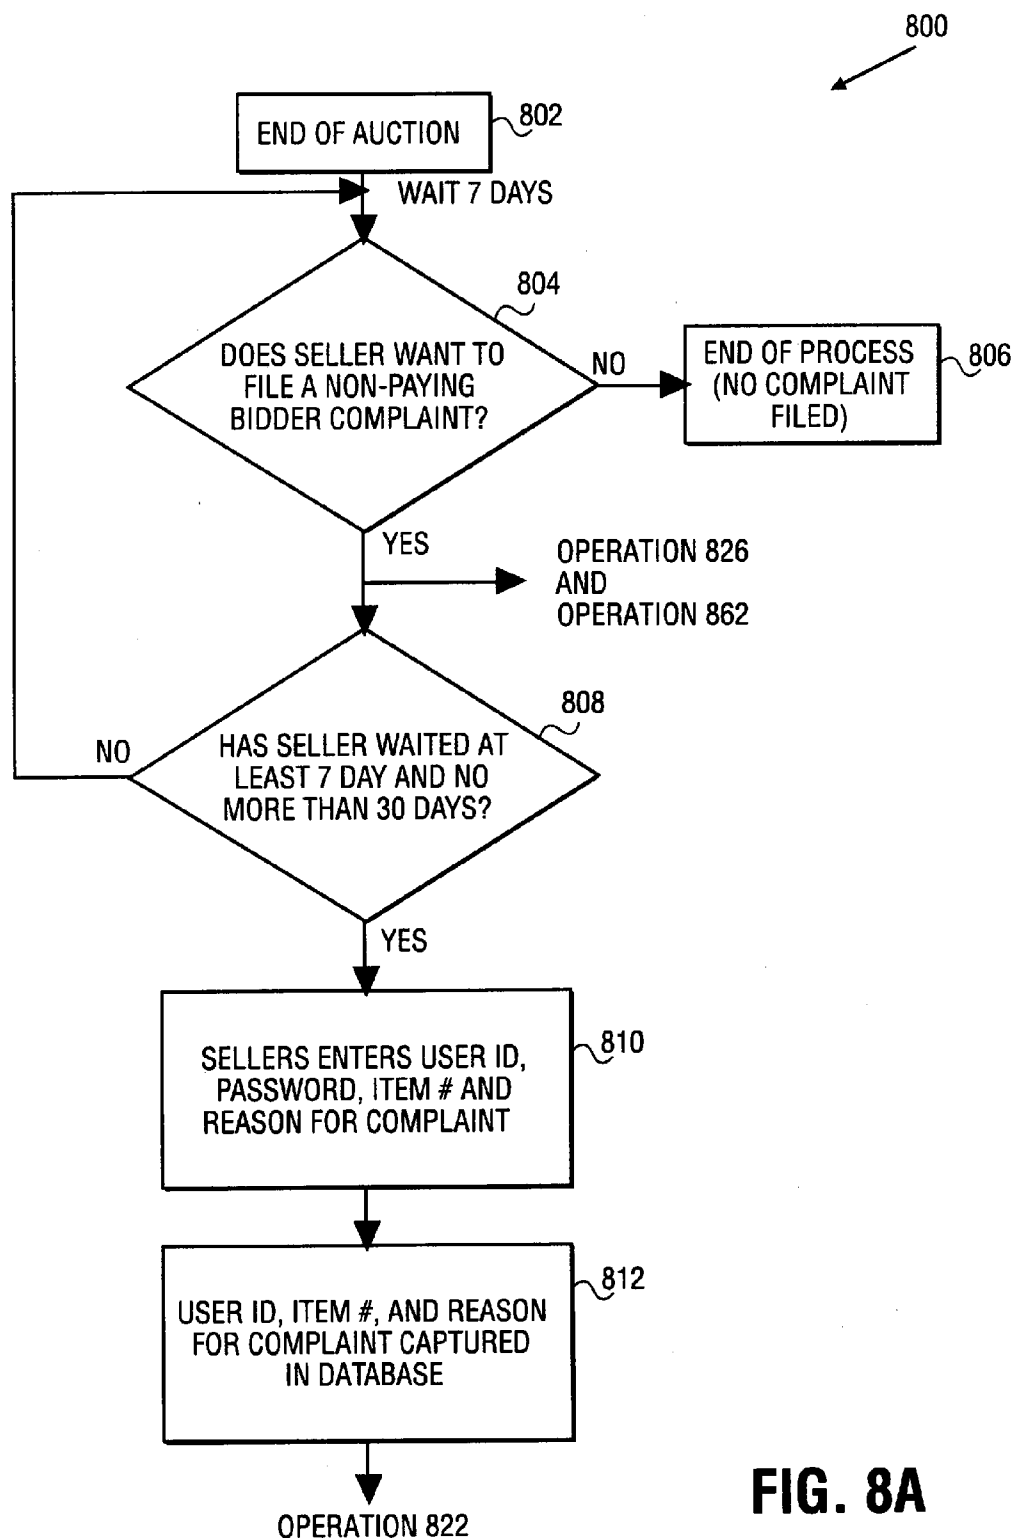 800
END OF AUCTION
802
WAIT 7 DAYS
804
DOES SELLER WANT TO
FILE A NON-PAYING
BIDDER COMPLAINT?
NO
END OF PROCESS
(NO COMPLAINT
FILED)
806
YES
OPERATION 826
AND
OPERATION 862
808
NO
HAS SELLER WAITED AT
LEAST 7 DAY AND NO
MORE THAN 30 DAYS?
YES
SELLERS ENTERS USER ID,
PASSWORD, ITEM # AND
REASON FOR COMPLAINT
810
USER ID, ITEM #, AND REASON
FOR COMPLAINT CAPTURED
IN DATABASE
812
OPERATION 822
FIG. 8A